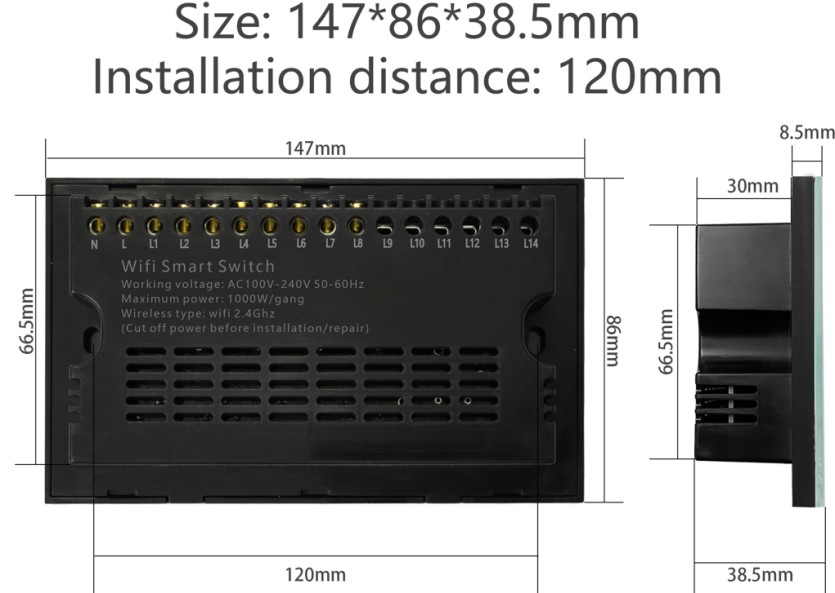 Size: 147*86*38.5mm
Installation distance: 120mm
147mm
8.5mm
30mm
N L L1 L2 L3 L4 L5 L6 L7 L8 L9 L10 L11 L12 L13 L14
Wifi Smart Switch
Working voltage: AC100V-240V 50-60Hz
Maximum power: 1000W/gang
Wireless type: wifi 2.4Ghz
(Cut off power before installation/repair)
66.5mm
86mm
66.5mm
120mm
38.5mm